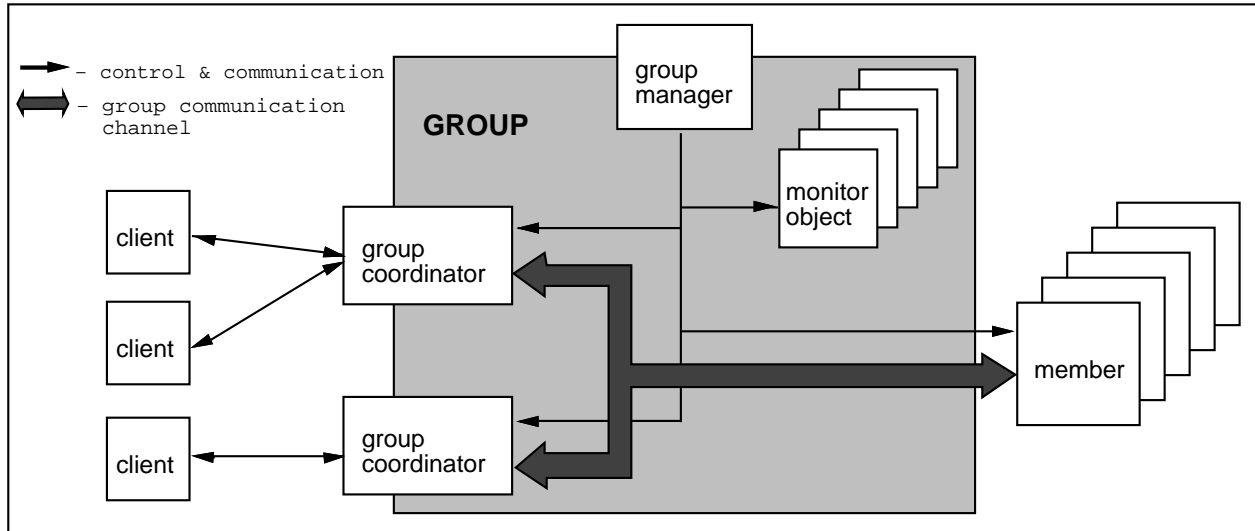 - control & communication
- group communication
channel
GROUP
group
manager
monitor
object
client
group
coordinator
client
member
client
group
coordinator